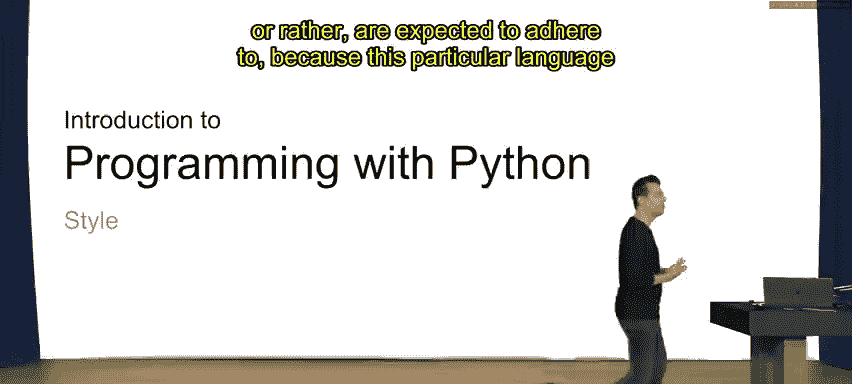 or rather, are expected to adhere
to, because this particular language
Introduction to
Programming with Python
Style